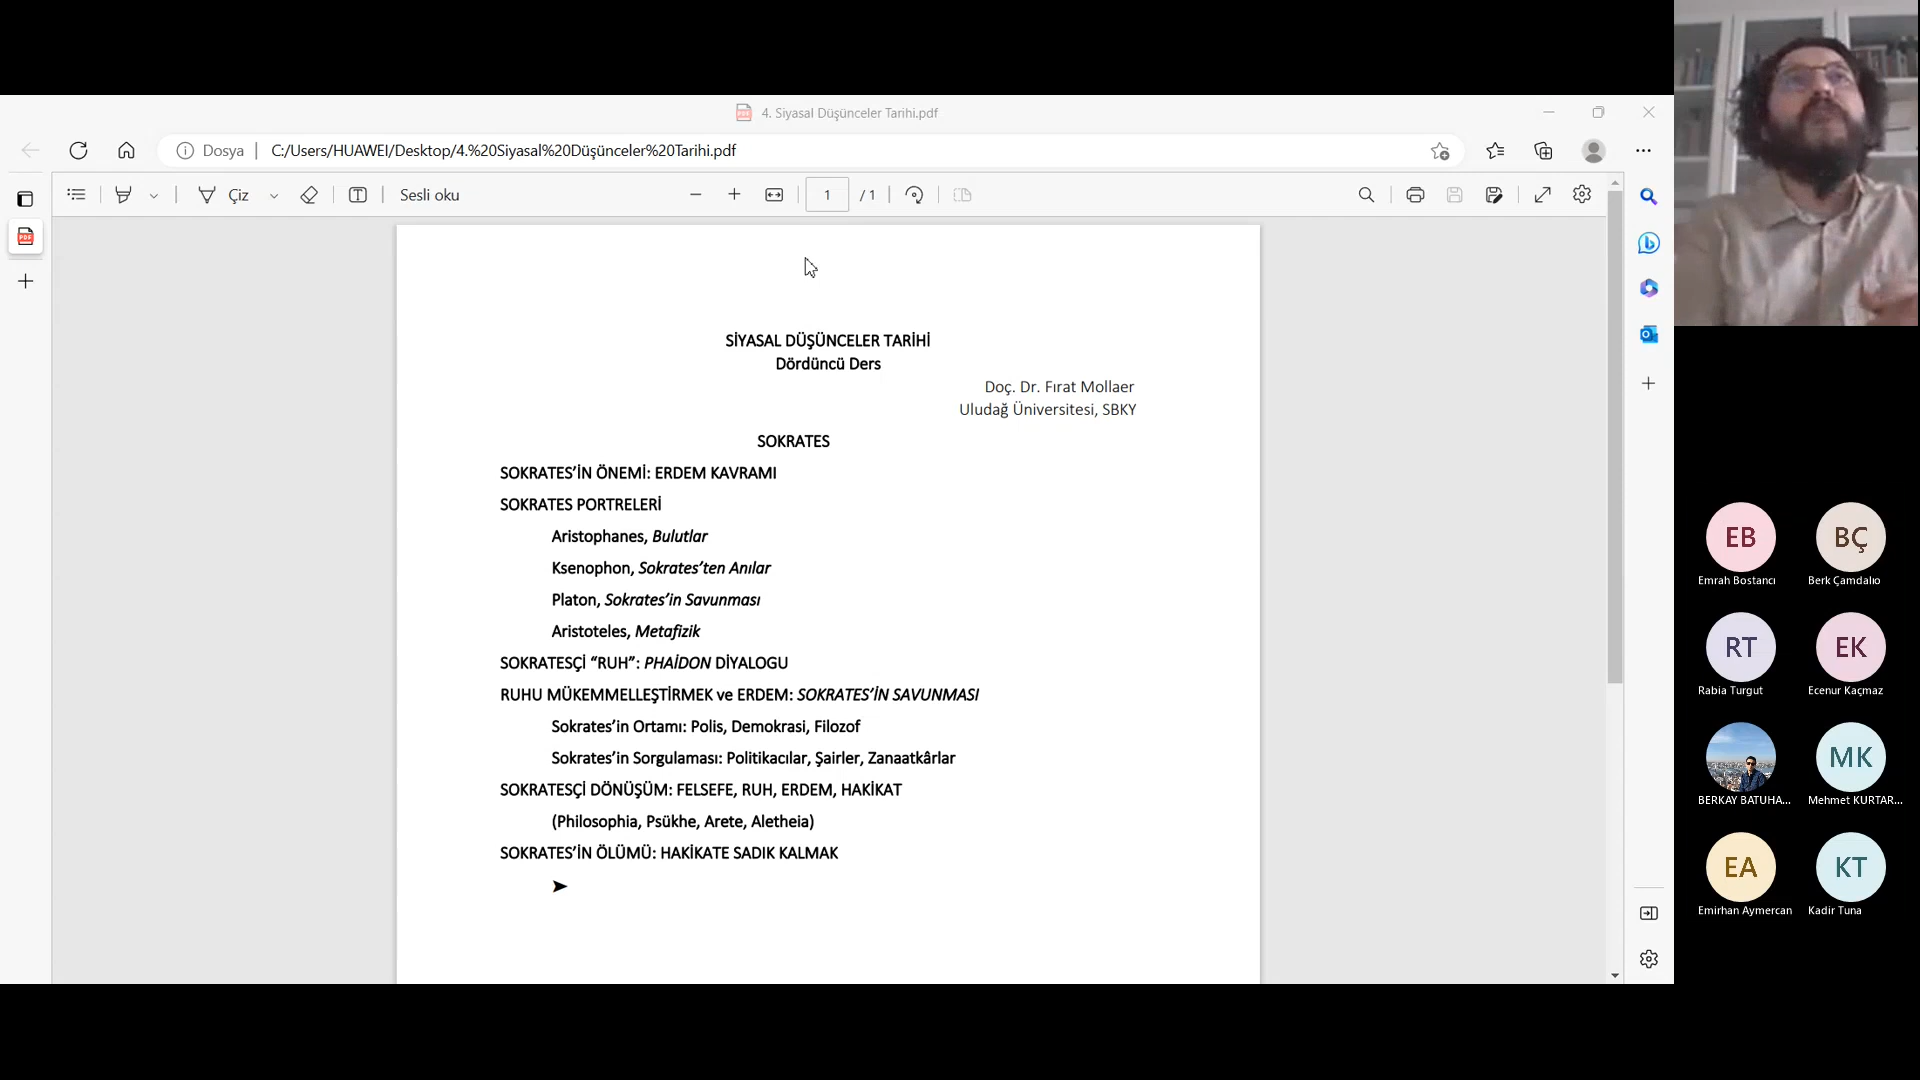 4. Siyasal Düşünceler Tarihi.pdf
Dosya | C:/Users/HUAWEI/Desktop/4.%20Siyasal%20Düşünceler%20Tarihi.pdf
Çiz
Sesli oku
1 / 1
SİYASAL DÜŞÜNCELER TARİHİ
Dördüncü Ders
Doç. Dr. Fırat Mollaer
Uludağ Üniversitesi, SBKY
SOKRATES
SOKRATES’İN ÖNEMİ: ERDEM KAVRAMI
SOKRATES PORTRELERİ
Aristophanes, Bulutlar
Ksenophon, Sokrates’ten Anılar
Platon, Sokrates’in Savunması
Aristoteles, Metafizik
SOKRATESÇİ “RUH”: PHAİDON DİYALOGU
RUHU MÜKEMMELLEŞTİRMEK ve ERDEM: SOKRATES’İN SAVUNMASI
Sokrates’in Ortamı: Polis, Demokrasi, Filozof
Sokrates’in Sorgulaması: Politikacılar, Şairler, Zanaatkârlar
SOKRATESÇİ DÖNÜŞÜM: FELSEFE, RUH, ERDEM, HAKİKAT
(Philosophia, Psükhe, Arete, Aletheia)
SOKRATES’İN ÖLÜMÜ: HAKİKATE SADIK KALMAK
EB BÇ
Emrah Bostancı Berk Çamdalıo
RT EK
Rabia Turgut Ecenur Kaçmaz
MK
BERKAY BATUHA... Mehmet KURTAR...
EA KT
Emirhan Aymercan Kadir Tuna